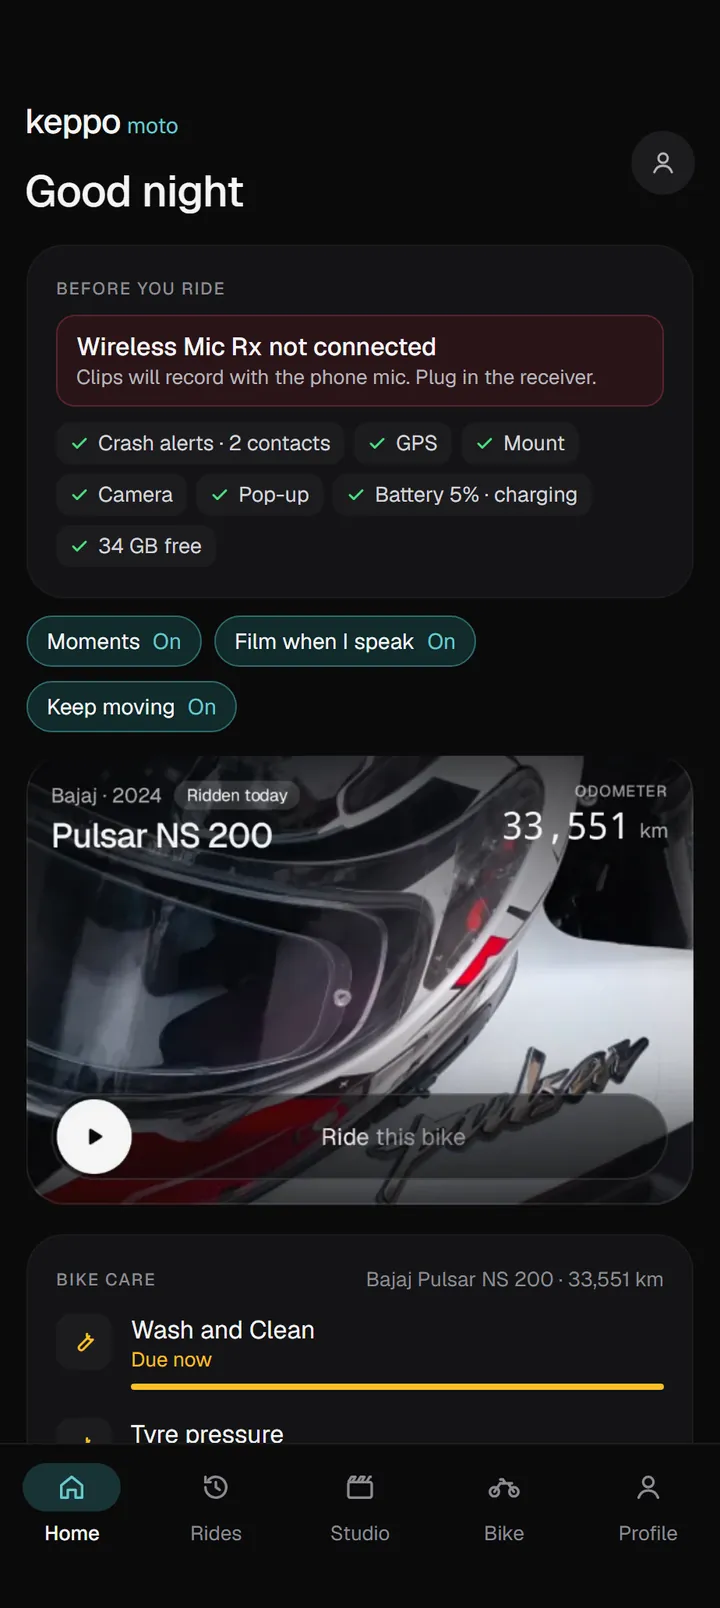 keppo moto
Good night
BEFORE YOU RIDE
Wireless Mic Rx not connected
Clips will record with the phone mic. Plug in the receiver.
Crash alerts · 2 contacts
GPS
Mount
Camera
Pop-up
Battery 5% · charging
34 GB free
Moments On
Film when I speak On
Keep moving On
Bajaj · 2024
Ridden today
ODOMETER
Pulsar NS 200
33,551 km
pulsar
Ride this bike
BIKE CARE
Bajaj Pulsar NS 200 · 33,551 km
Wash and Clean
Due now
Tyre pressure
Home
Rides
Studio
Bike
Profile